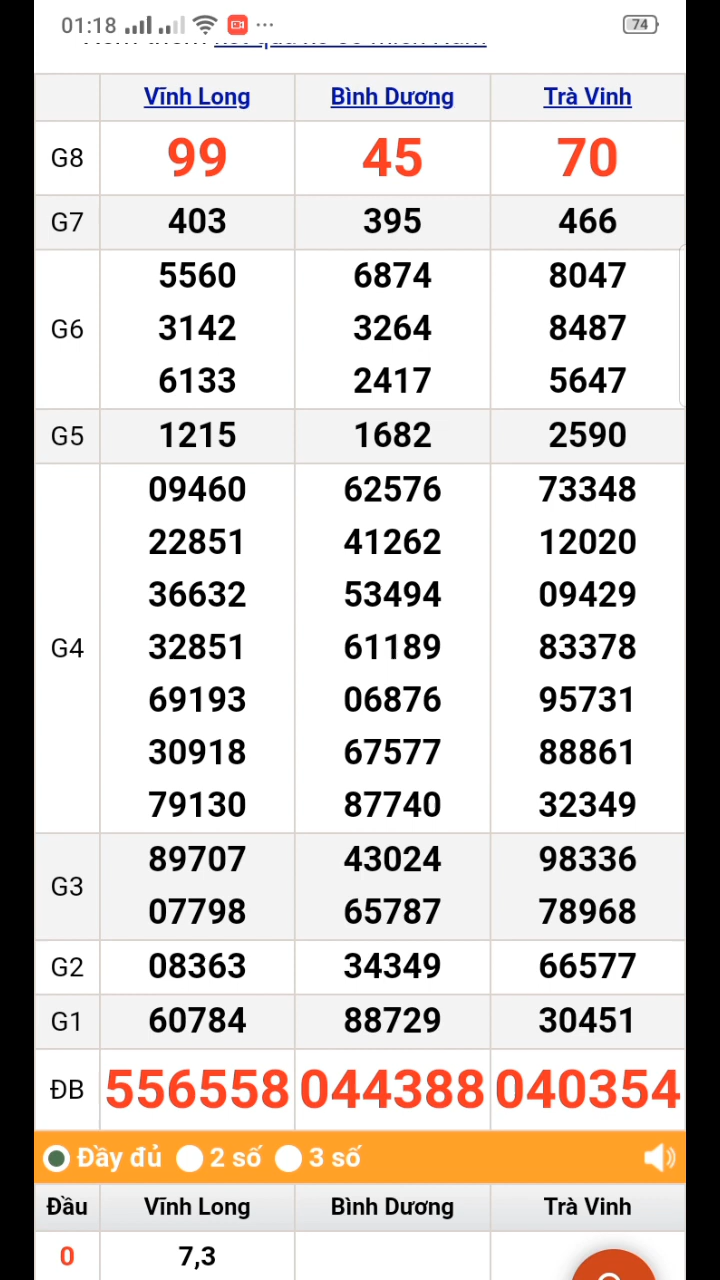 01:18 74
Vĩnh Long Bình Dương Trà Vinh
G8 99 45 70
G7 403 395 466
5560 6874 8047
G6 3142 3264 8487
6133 2417 5647
G5 1215 1682 2590
09460 62576 73348
22851 41262 12020
36632 53494 09429
G4 32851 61189 83378
69193 06876 95731
30918 67577 88861
79130 87740 32349
G3 89707 43024 98336
07798 65787 78968
G2 08363 34349 66577
G1 60784 88729 30451
ĐB 556558 044388 040354
Đầy đủ 2 số 3 số
Đầu Vĩnh Long Bình Dương Trà Vinh
0 7,3